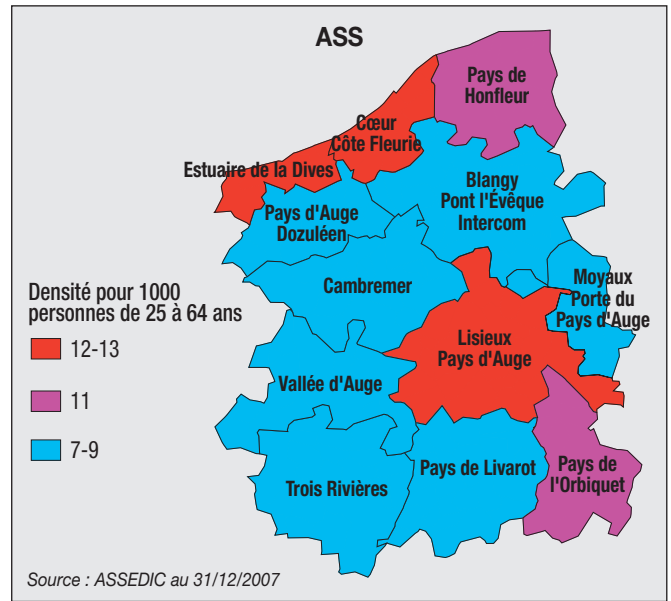 ASS
Pays de
Honfleur
Cœur
Côte Fleurie
Estuaire de la Dives
Blangy
Pont l'Évêque
Intercom
Pays d'Auge
Dozuléen
Cambremer
Moyaux
Porte du
Pays d'Auge
Densité pour 1000
personnes de 25 à 64 ans
12-13
11
7-9
Lisieux
Pays d'Auge
Vallée d'Auge
Trois Rivières
Pays de Livarot
Pays de
l'Orbiquet
Source : ASSEDIC au 31/12/2007